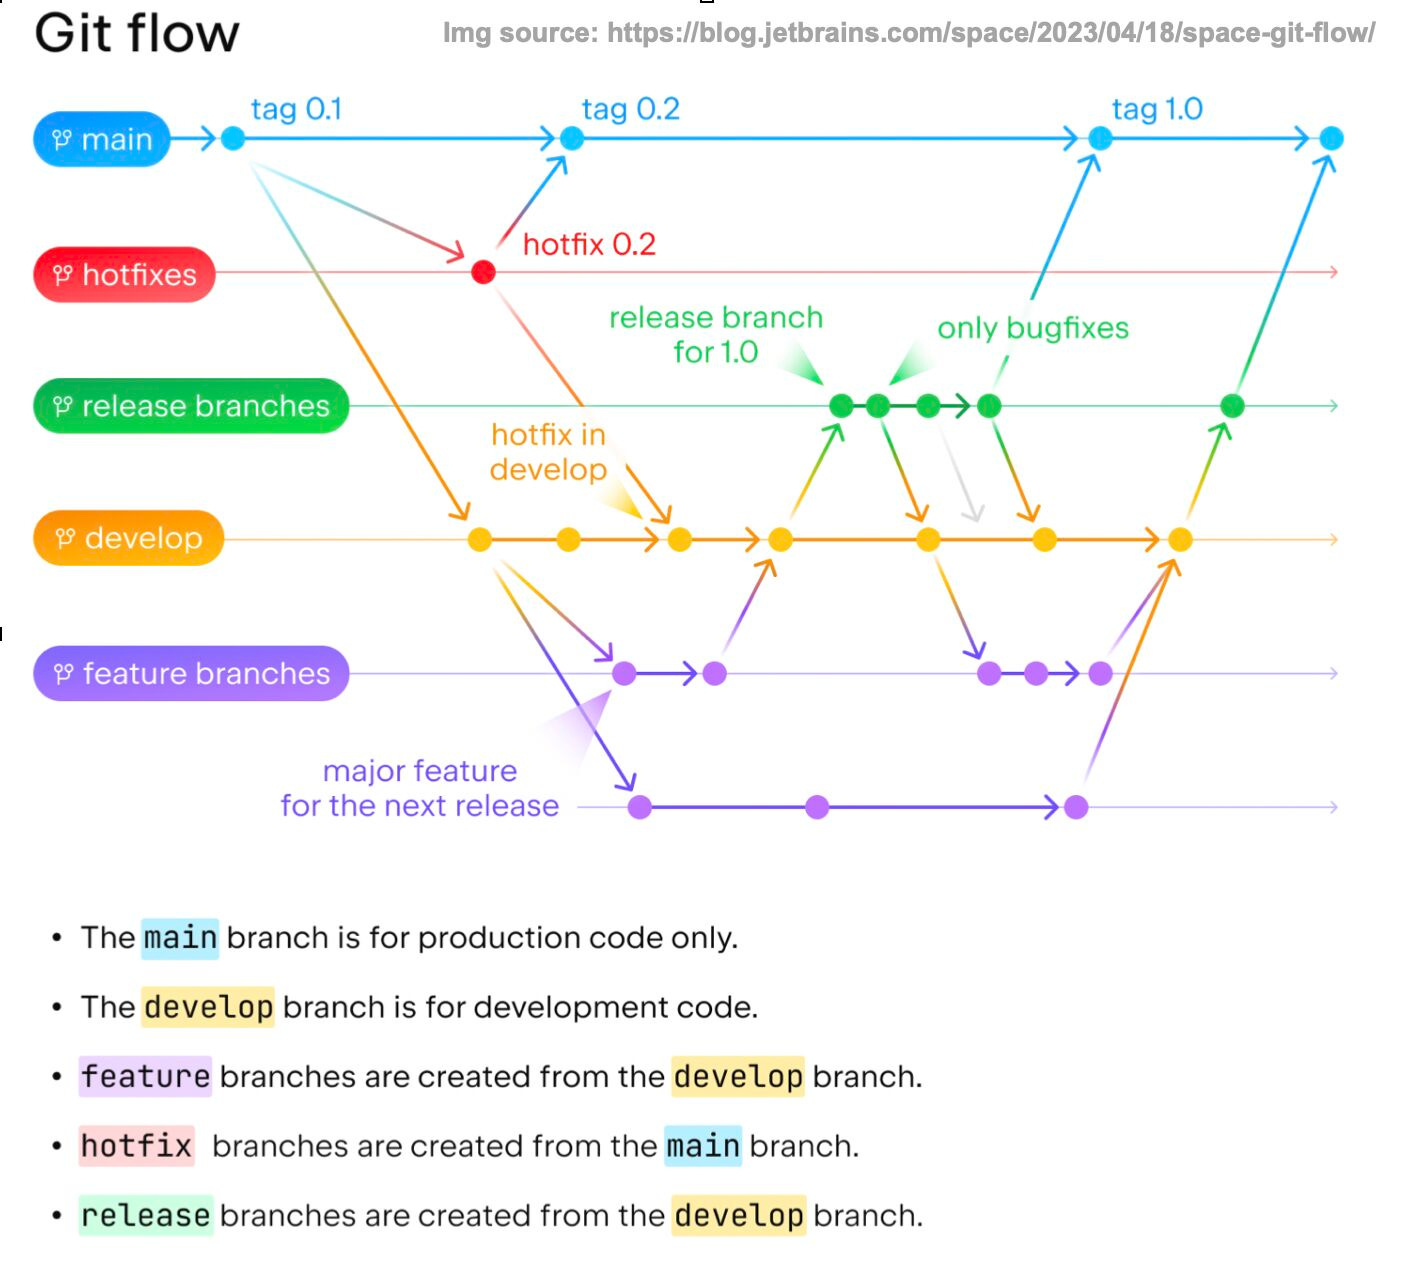 Git flow
Img source: https://blog.jetbrains.com/space/2023/04/18/space-git-flow/
tag 0.1
tag 0.2
tag 1.0
main
hotfix 0.2
hotfixes
release branch
for 1.0
only bugfixes
release branches
hotfix in
develop
develop
feature branches
major feature
for the next release
• The main branch is for production code only.
• The develop branch is for development code.
• feature branches are created from the develop branch.
• hotfix branches are created from the main branch.
• release branches are created from the develop branch.